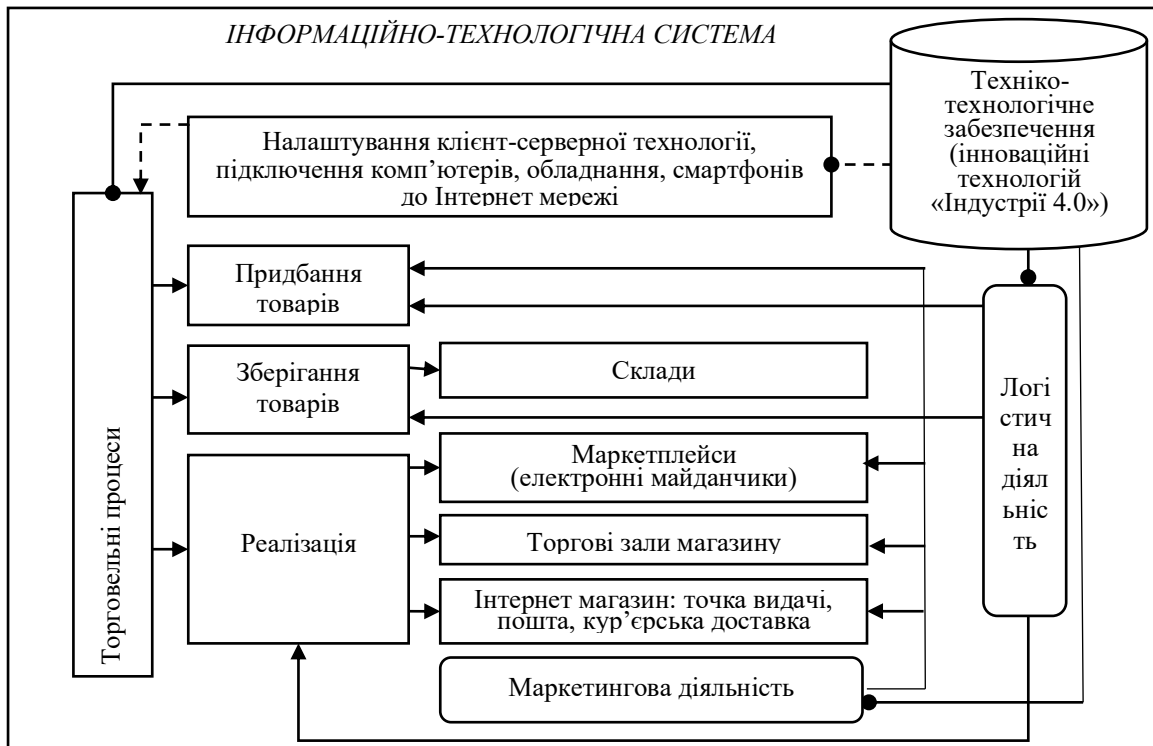 ІНФОРМАЦІЙНО-ТЕХНОЛОГІЧНА СИСТЕМА
Техніко-
технологічне
забезпечення
(інноваційні
технологій
«Індустрії 4.0»)
Налаштування клієнт-серверної технології,
підключення комп’ютерів, обладнання, смартфонів
до Інтернет мережі
Торговельні процеси
Придбання
товарів
Зберігання
товарів
Склади
Реалізація
Маркетплейси
(електронні майданчики)
Торгові зали магазину
Інтернет магазин: точка видачі,
пошта, кур’єрська доставка
Маркетингова діяльність
Логі
стич
на
діял
ьніс
ть